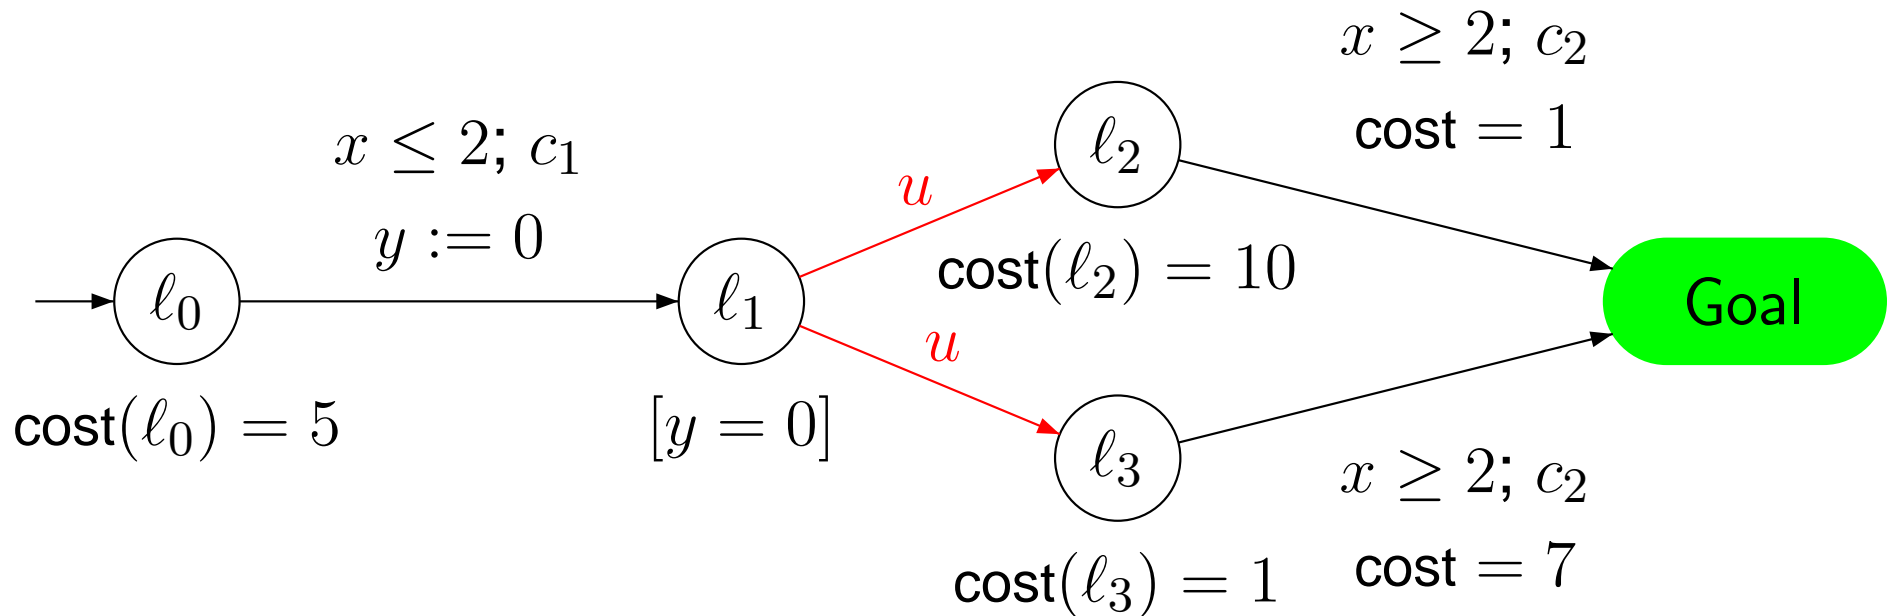 x ≥ 2; c₂
cost = 1
x ≤ 2; c₁
y := 0
u
ℓ₂
cost(ℓ₂) = 10
ℓ₀
cost(ℓ₀) = 5
ℓ₁
[y = 0]
Goal
u
ℓ₃
cost(ℓ₃) = 1
x ≥ 2; c₂
cost = 7